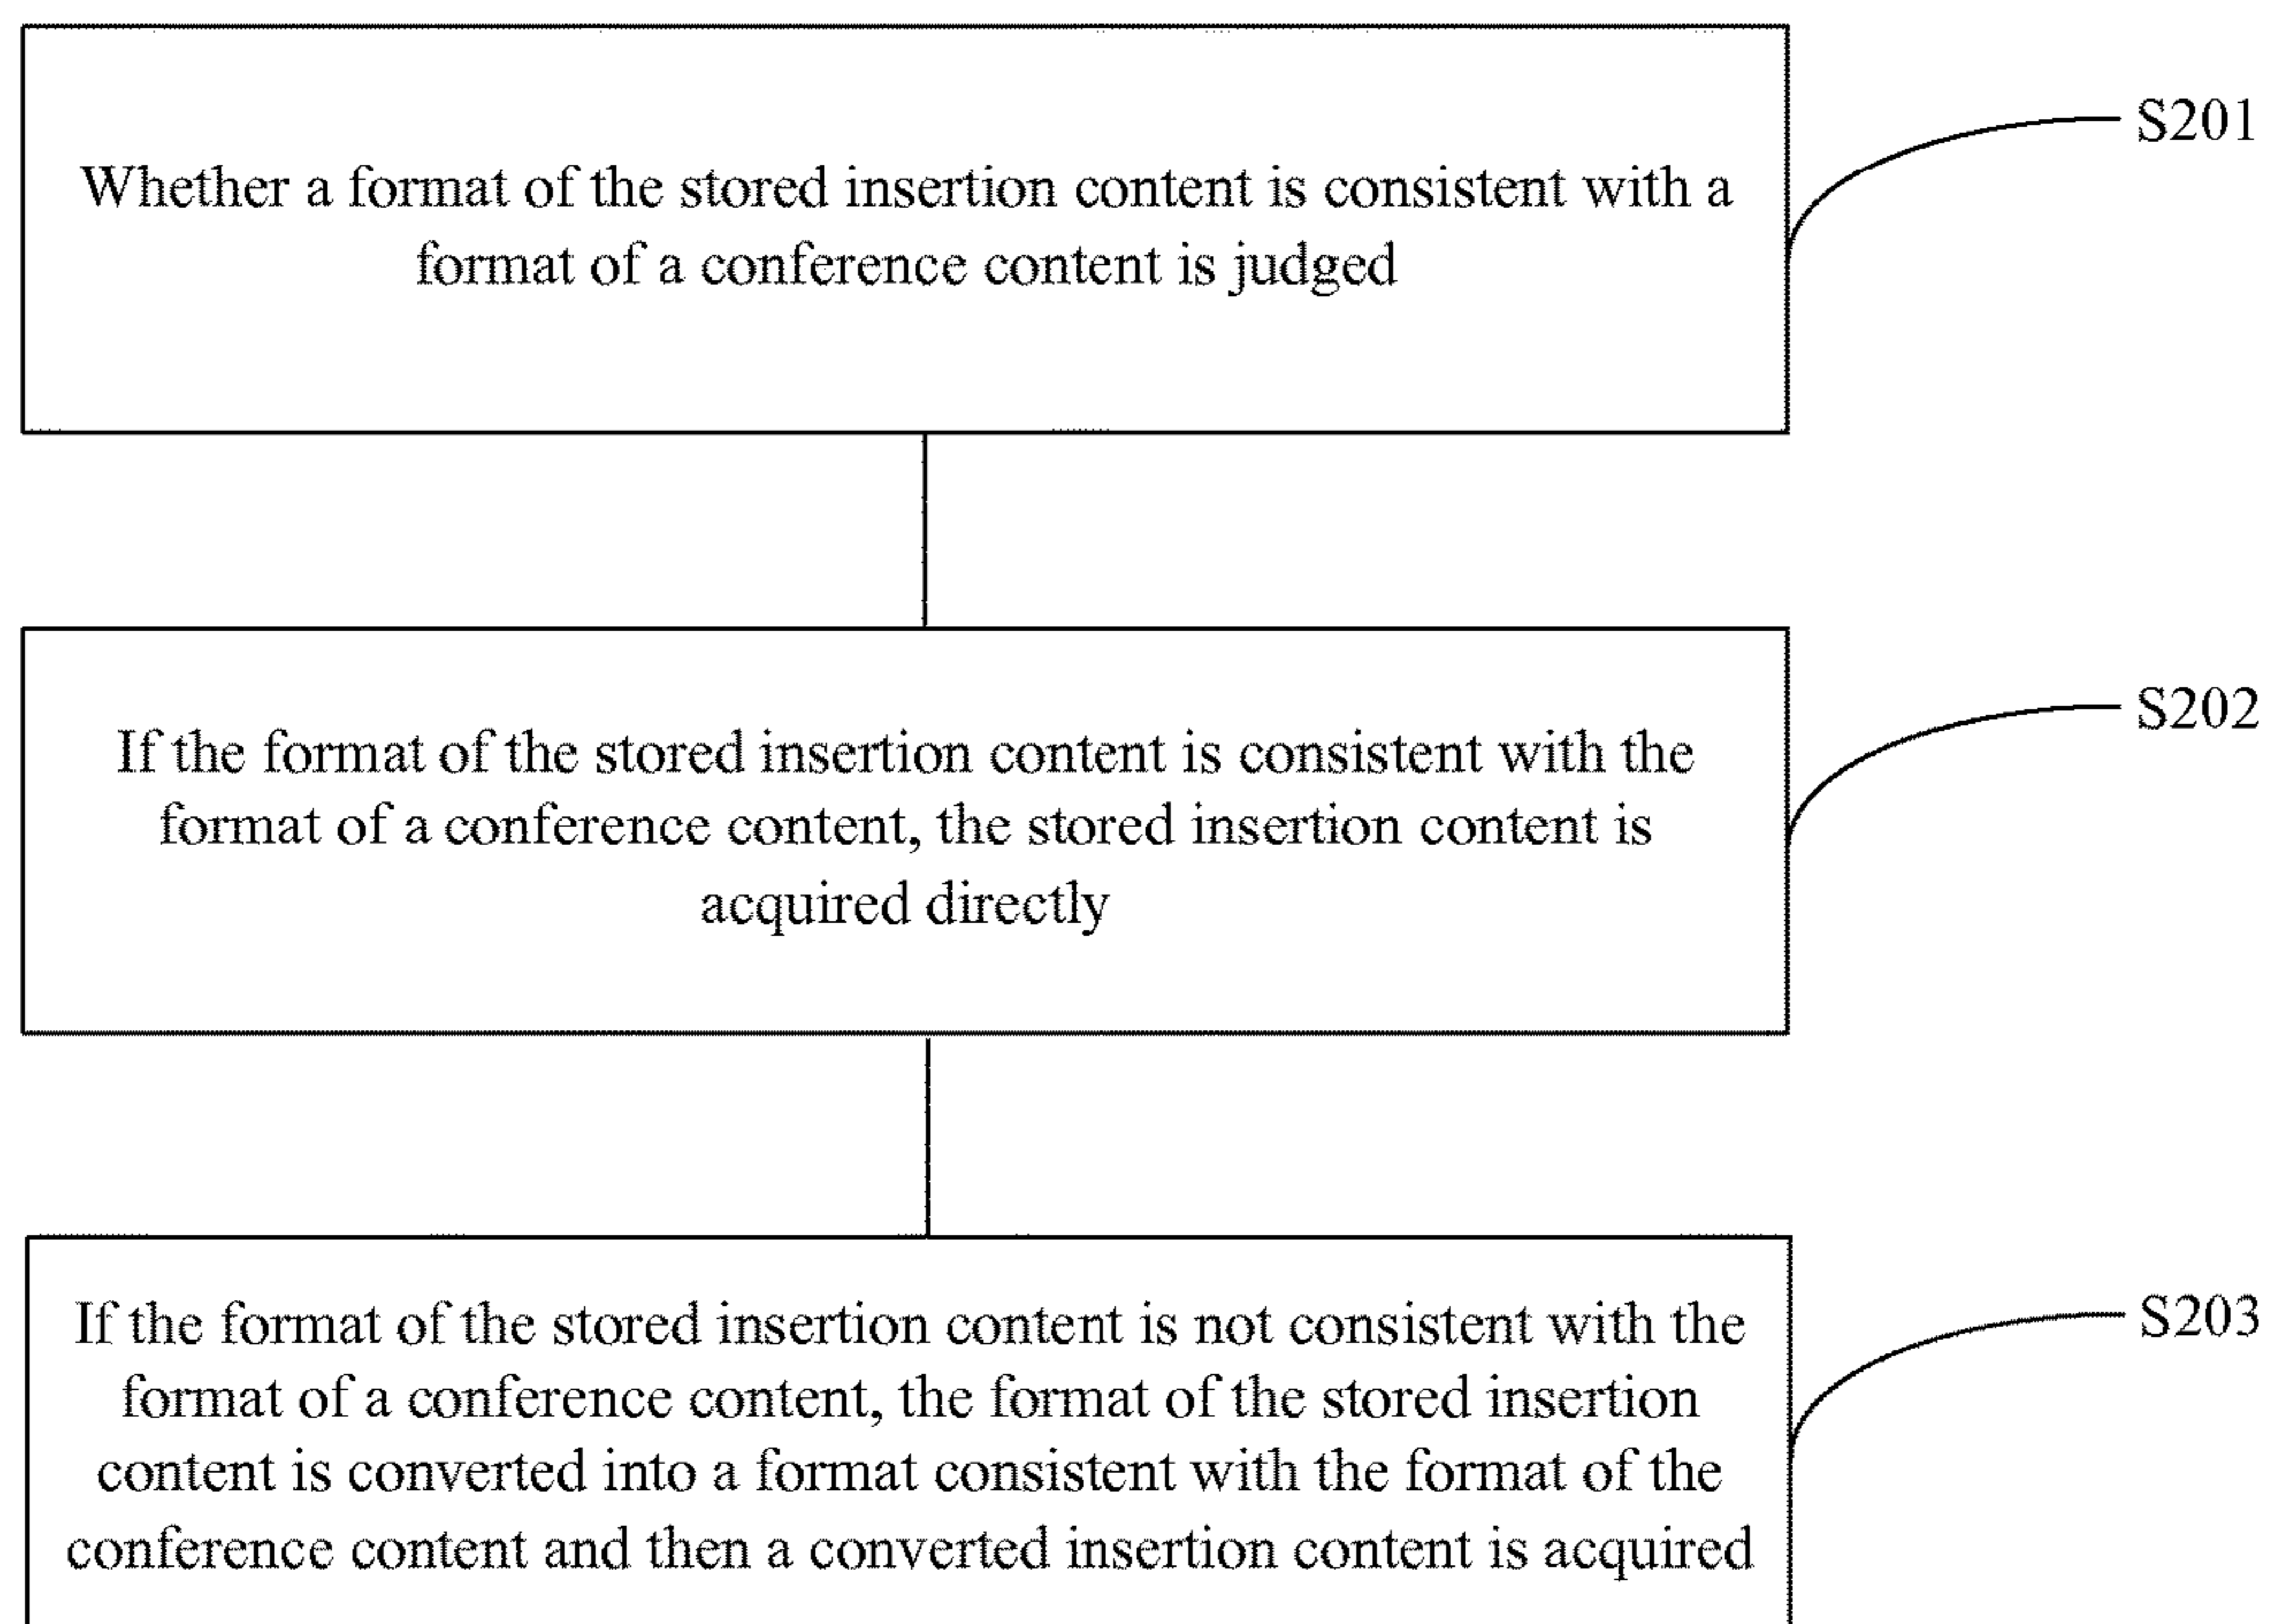 S201
Whether a format of the stored insertion content is consistent with a
format of a conference content is judged
S202
If the format of the stored insertion content is consistent with the
format of a conference content, the stored insertion content is
acquired directly
S203
If the format of the stored insertion content is not consistent with the
format of a conference content, the format of the stored insertion
content is converted into a format consistent with the format of the
conference content and then a converted insertion content is acquired